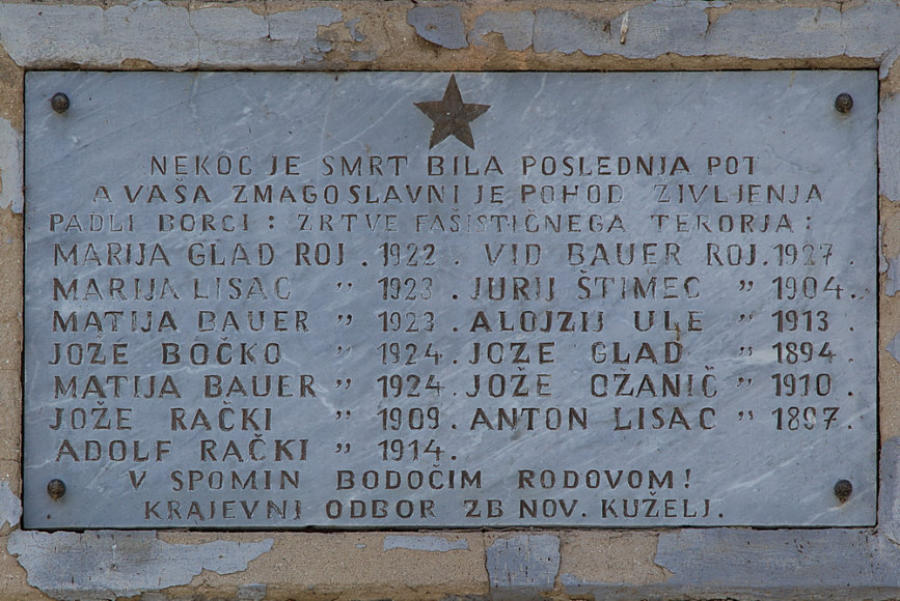 NEKOČ JE SMRT BILA POSLEDNJA POT
A VAŠA ZMAGOSLAVNI JE POHOD ŽIVLJENJA
PADLI BORCI : ŽRTVE FAŠISTIČNEGA TERORJA :
MARIJA GLAD ROJ . 1922 . VID BAUER ROJ. 1927 .
MARIJA LISAC " 1923 . JURIJ ŠTIMEC " 1904 .
MATIJA BAUER " 1923 . ALOJZIJ ULE " 1913 .
JOŽE BOČKO " 1924 . JOŽE GLAD " 1894 .
MATIJA BAUER " 1924 . JOŽE OŽANIČ " 1910 .
JOŽE RAČKI " 1909 . ANTON LISAC " 1897 .
ADOLF RAČKI " 1914 .
V SPOMIN BODOČIM RODOVOM!
KRAJEVNI ODBOR ZB NOV. KUŽELJ.